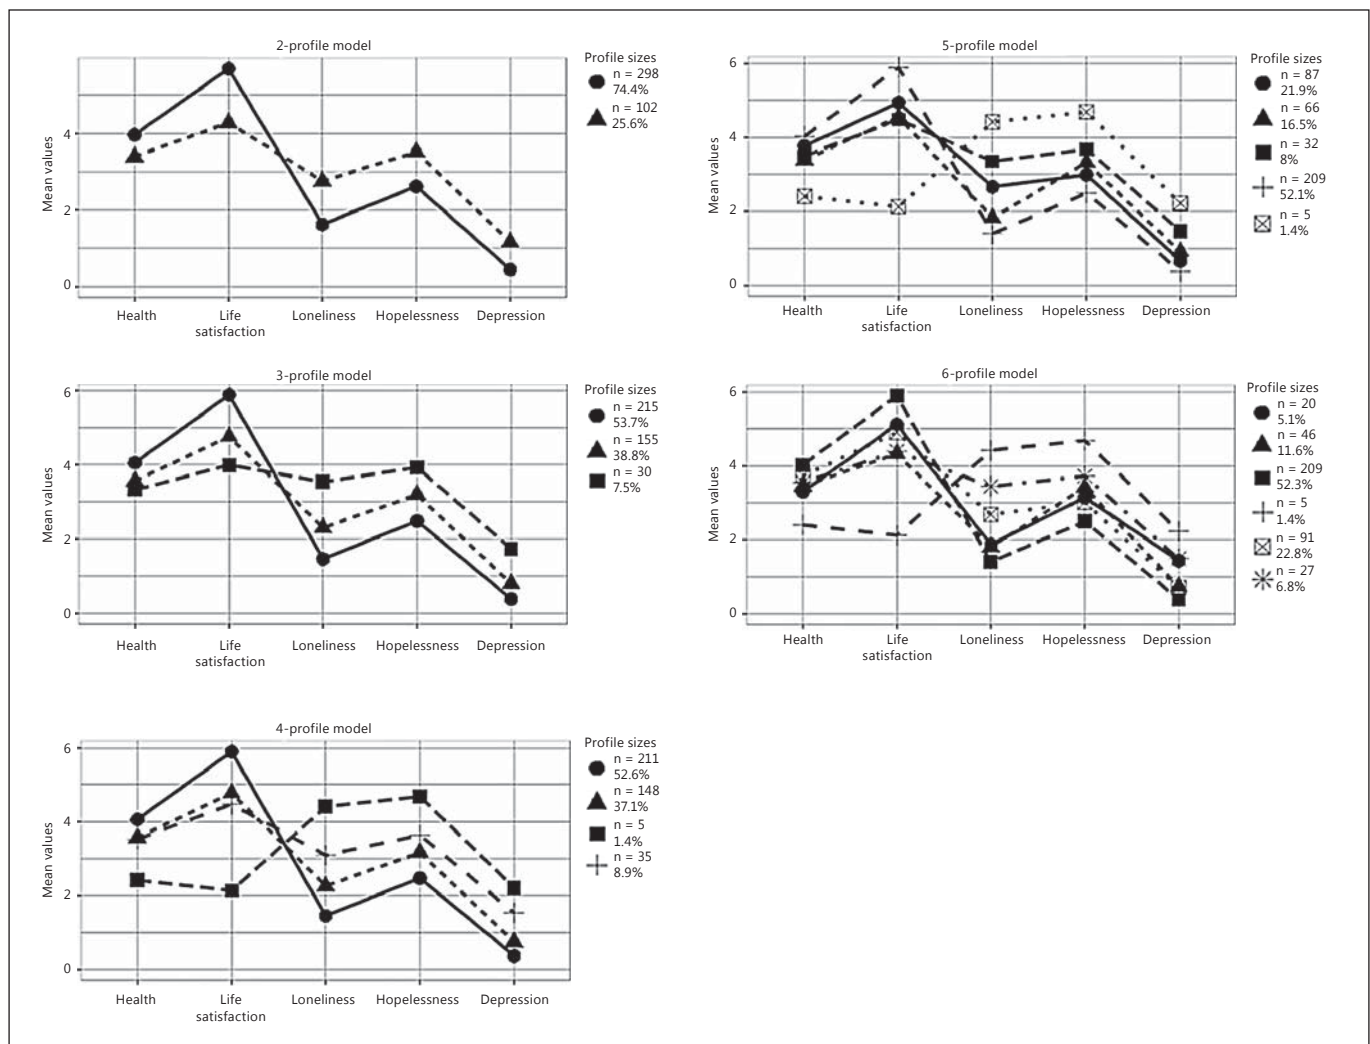 2-profile model
Mean values
4
2
0
Health
Life
satisfaction
Loneliness
Hopelessness
Depression
Profile sizes
n = 298
74.4%
n = 102
25.6%
5-profile model
Mean values
6
4
2
0
Health
Life
satisfaction
Loneliness
Hopelessness
Depression
Profile sizes
n = 87
21.9%
n = 66
16.5%
n = 32
8%
n = 209
52.1%
n = 5
1.4%
3-profile model
Mean values
6
4
2
0
Health
Life
satisfaction
Loneliness
Hopelessness
Depression
Profile sizes
n = 215
53.7%
n = 155
38.8%
n = 30
7.5%
6-profile model
Mean values
6
4
2
0
Health
Life
satisfaction
Loneliness
Hopelessness
Depression
Profile sizes
n = 20
5.1%
n = 46
11.6%
n = 209
52.3%
n = 5
1.4%
n = 91
22.8%
n = 27
6.8%
4-profile model
Mean values
6
4
2
0
Health
Life
satisfaction
Loneliness
Hopelessness
Depression
Profile sizes
n = 211
52.6%
n = 148
37.1%
n = 5
1.4%
n = 35
8.9%